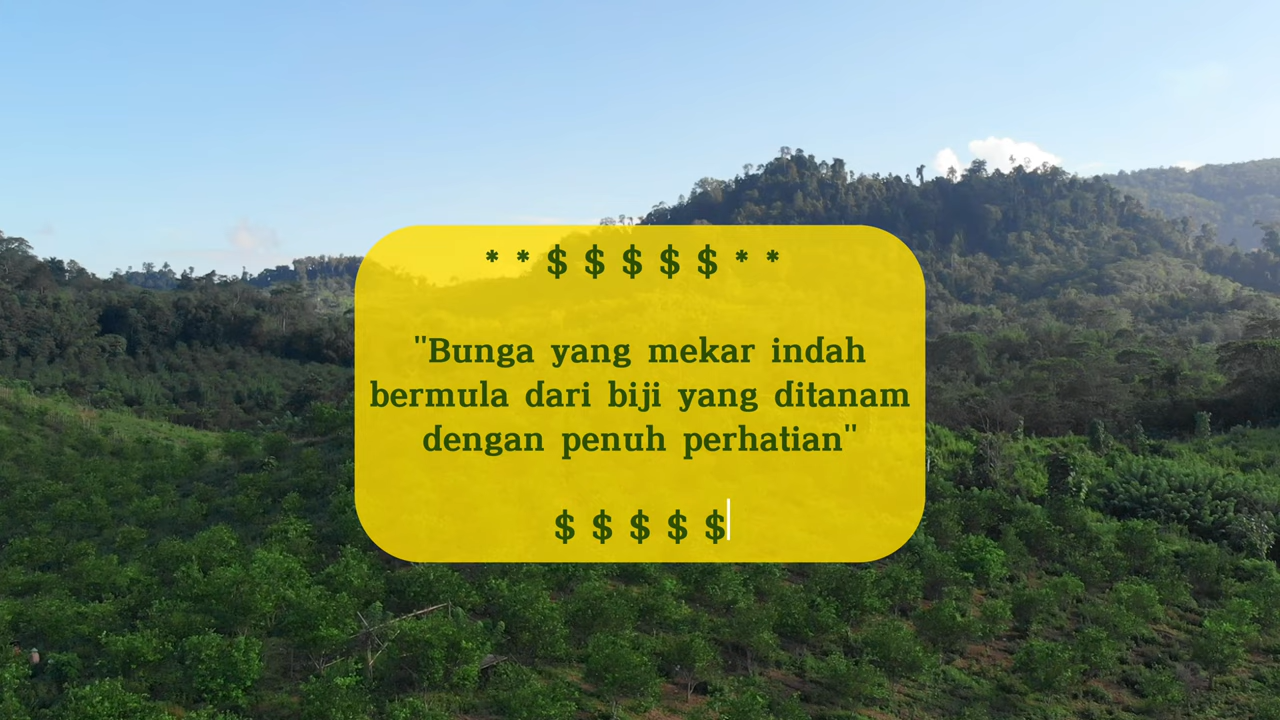 * * $ $ $ $ $ * *
"Bunga yang mekar indah
bermula dari biji yang ditanam
dengan penuh perhatian"
$ $ $ $ $